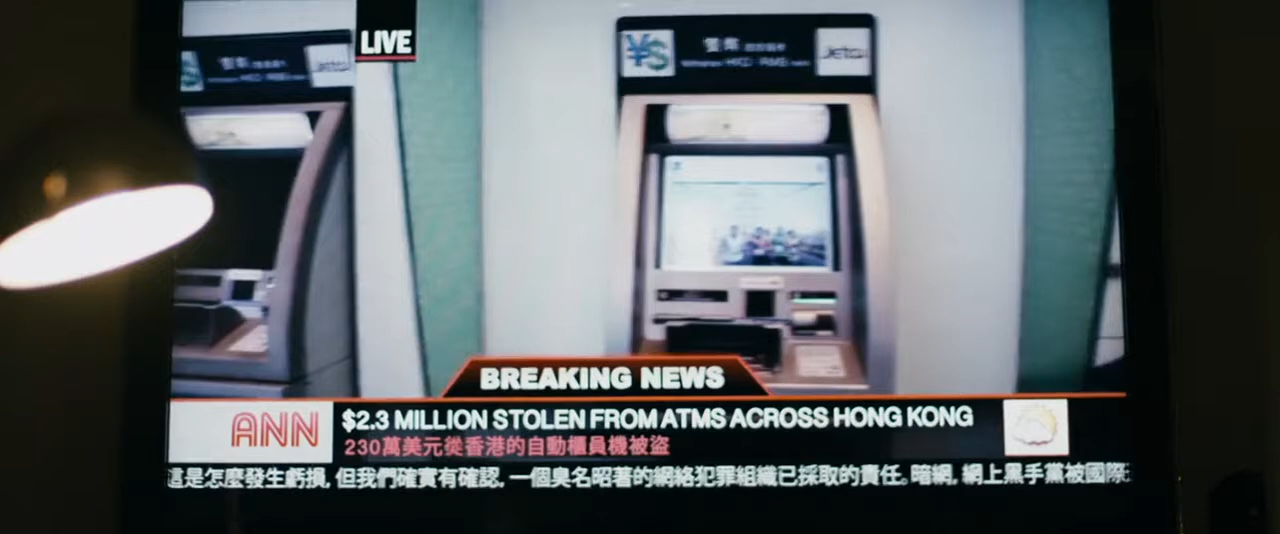 LIVE
¥$
Jetco
BREAKING NEWS
ANN
$2.3 MILLION STOLEN FROM ATMS ACROSS HONG KONG
230萬美元從香港的自動櫃員機被盜
這是怎麼發生虧損, 但我們確實有確認, 一個臭名昭著的網絡犯罪組織已採取的責任。暗網, 網上黑手黨被國際